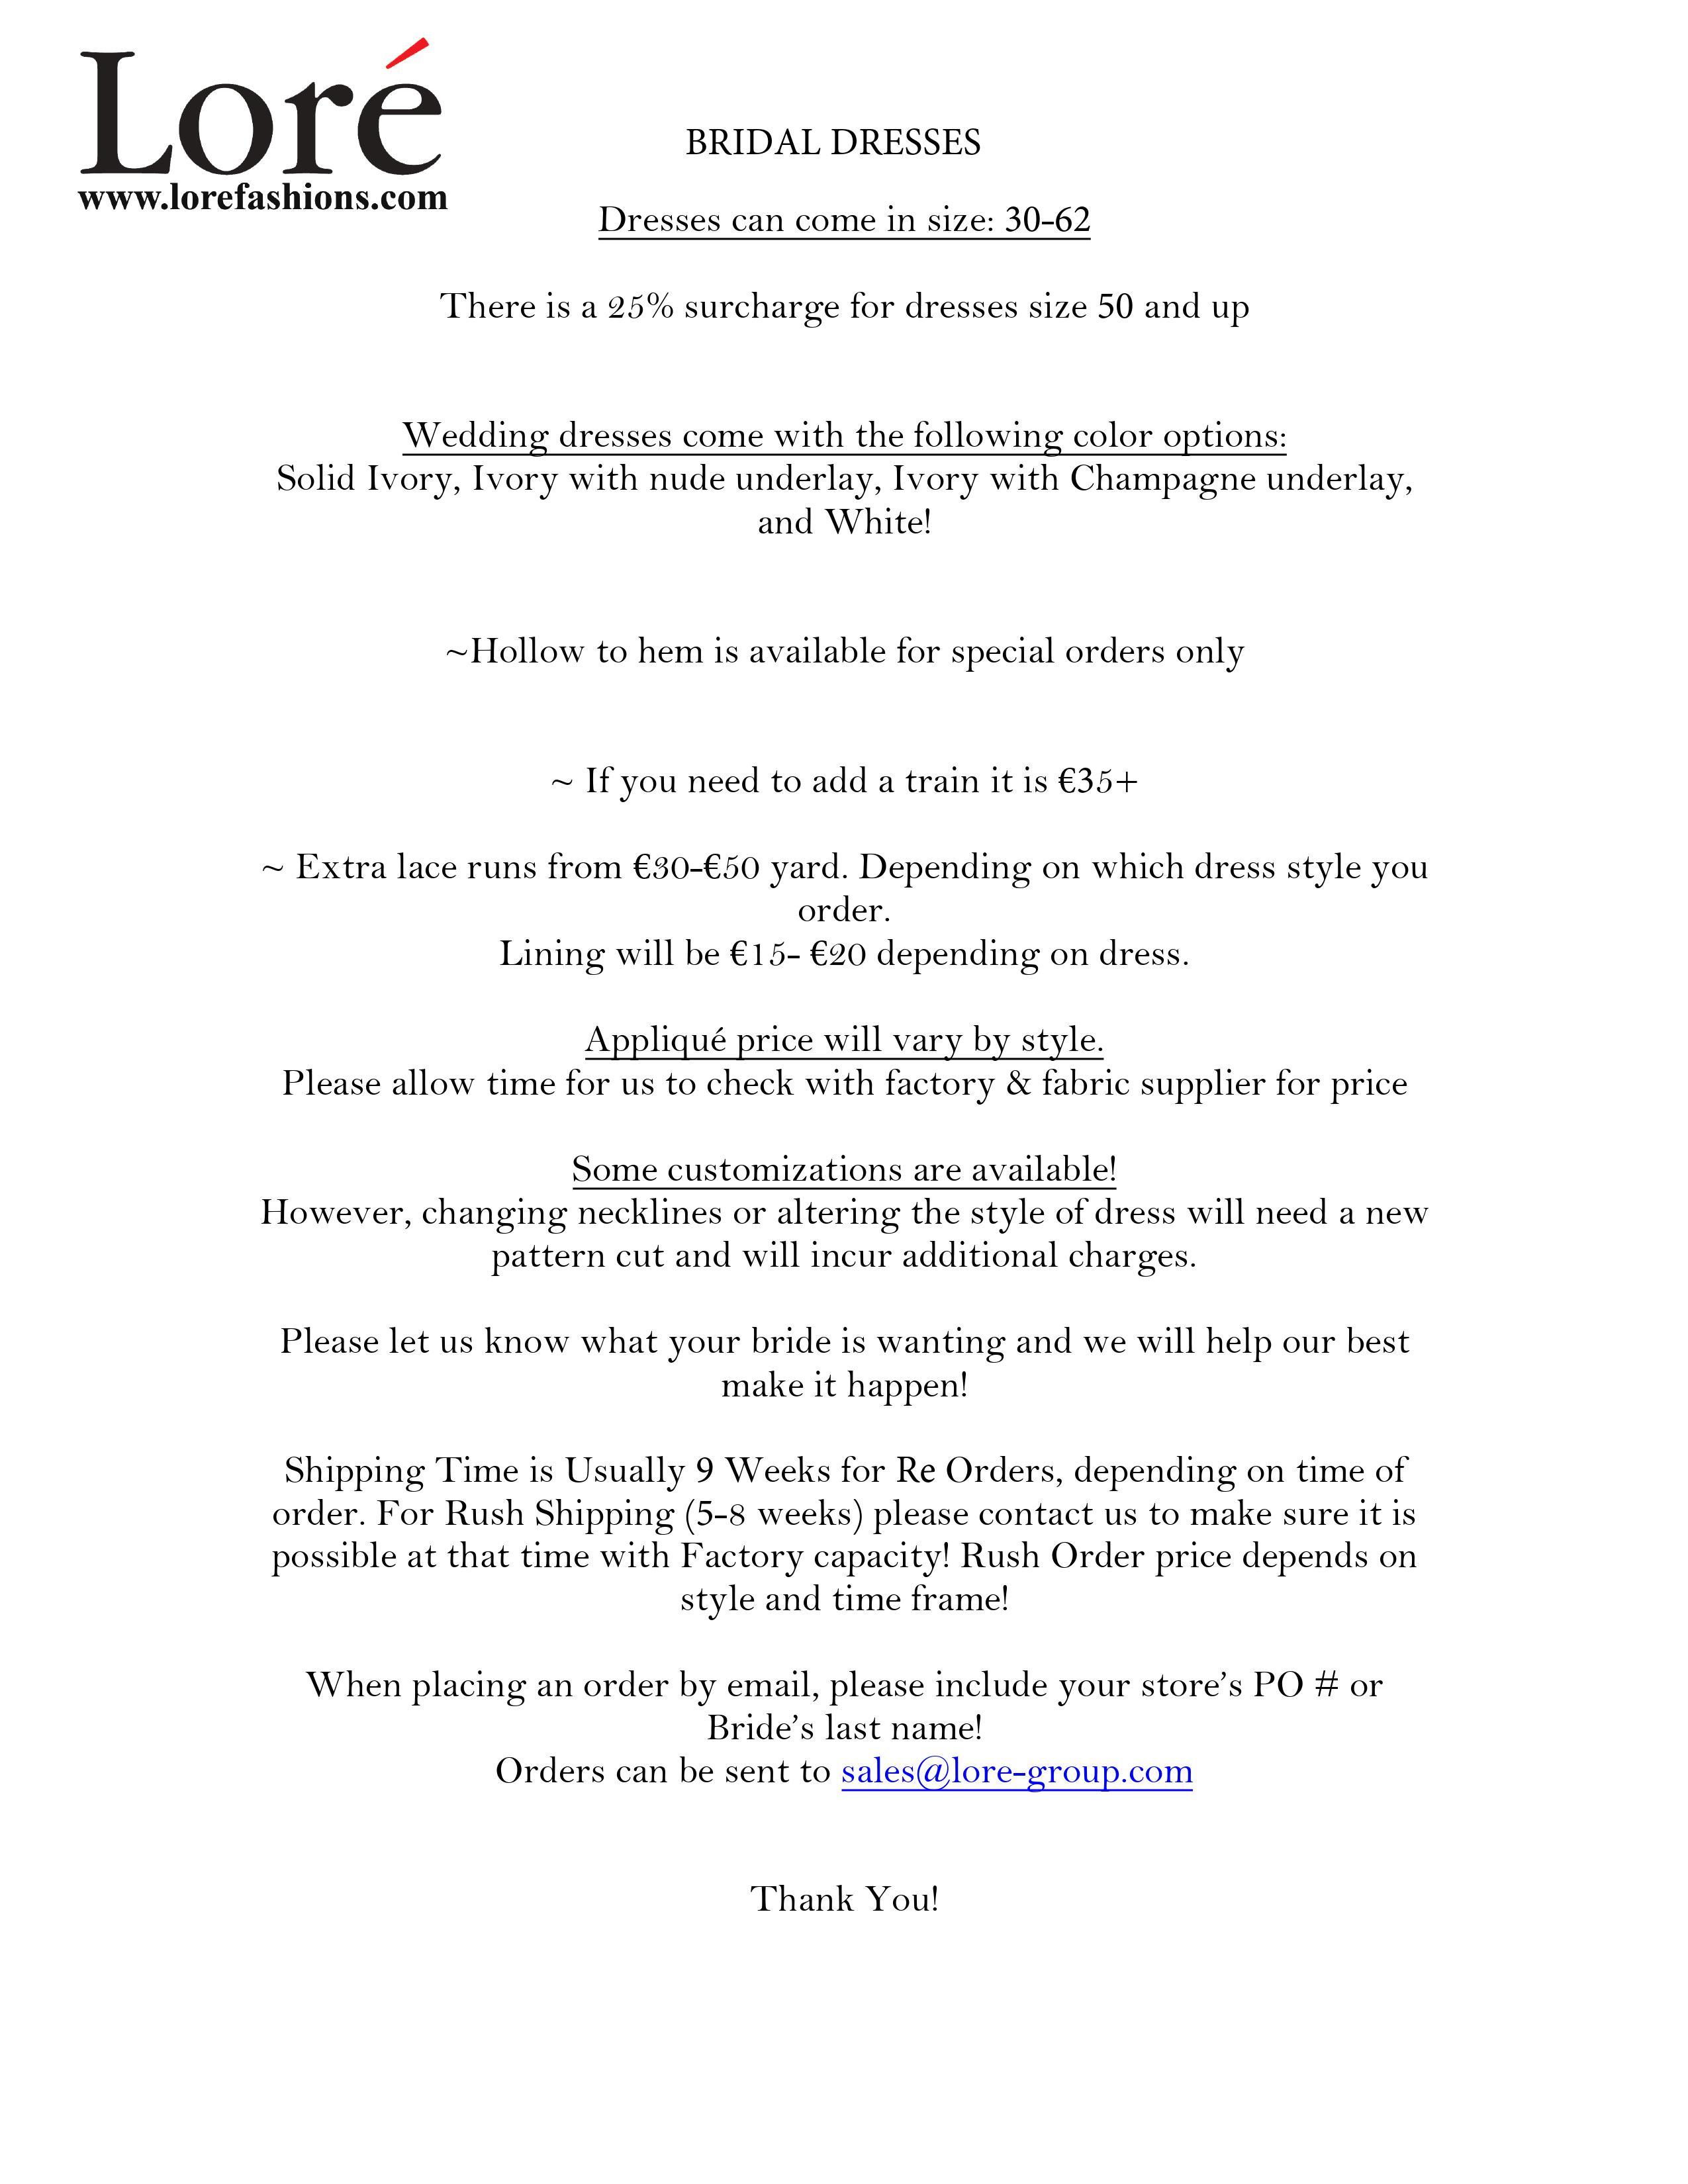 Loré
www.lorefashions.com
BRIDAL DRESSES
Dresses can come in size: 30-62
There is a 25% surcharge for dresses size 50 and up
Wedding dresses come with the following color options:
Solid Ivory, Ivory with nude underlay, Ivory with Champagne underlay,
and White!
~Hollow to hem is available for special orders only
~ If you need to add a train it is €35+
~ Extra lace runs from €30-€50 yard. Depending on which dress style you
order.
Lining will be €15- €20 depending on dress.
Appliqué price will vary by style.
Please allow time for us to check with factory & fabric supplier for price
Some customizations are available!
However, changing necklines or altering the style of dress will need a new
pattern cut and will incur additional charges.
Please let us know what your bride is wanting and we will help our best
make it happen!
Shipping Time is Usually 9 Weeks for Re Orders, depending on time of
order. For Rush Shipping (5-8 weeks) please contact us to make sure it is
possible at that time with Factory capacity! Rush Order price depends on
style and time frame!
When placing an order by email, please include your store’s PO # or
Bride’s last name!
Orders can be sent to sales@lore-group.com
Thank You!